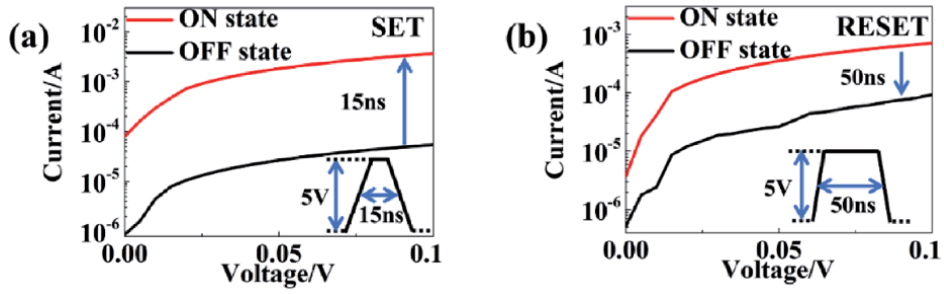 (a)
ON state
OFF state
SET
10⁻²
10⁻³
10⁻⁴
10⁻⁵
10⁻⁶
Current/A
15ns
5V
15ns
0.00
0.05
0.1
Voltage/V
(b)
ON state
OFF state
RESET
10⁻³
10⁻⁴
10⁻⁵
10⁻⁶
Current/A
50ns
5V
50ns
0.00
0.05
0.1
Voltage/V